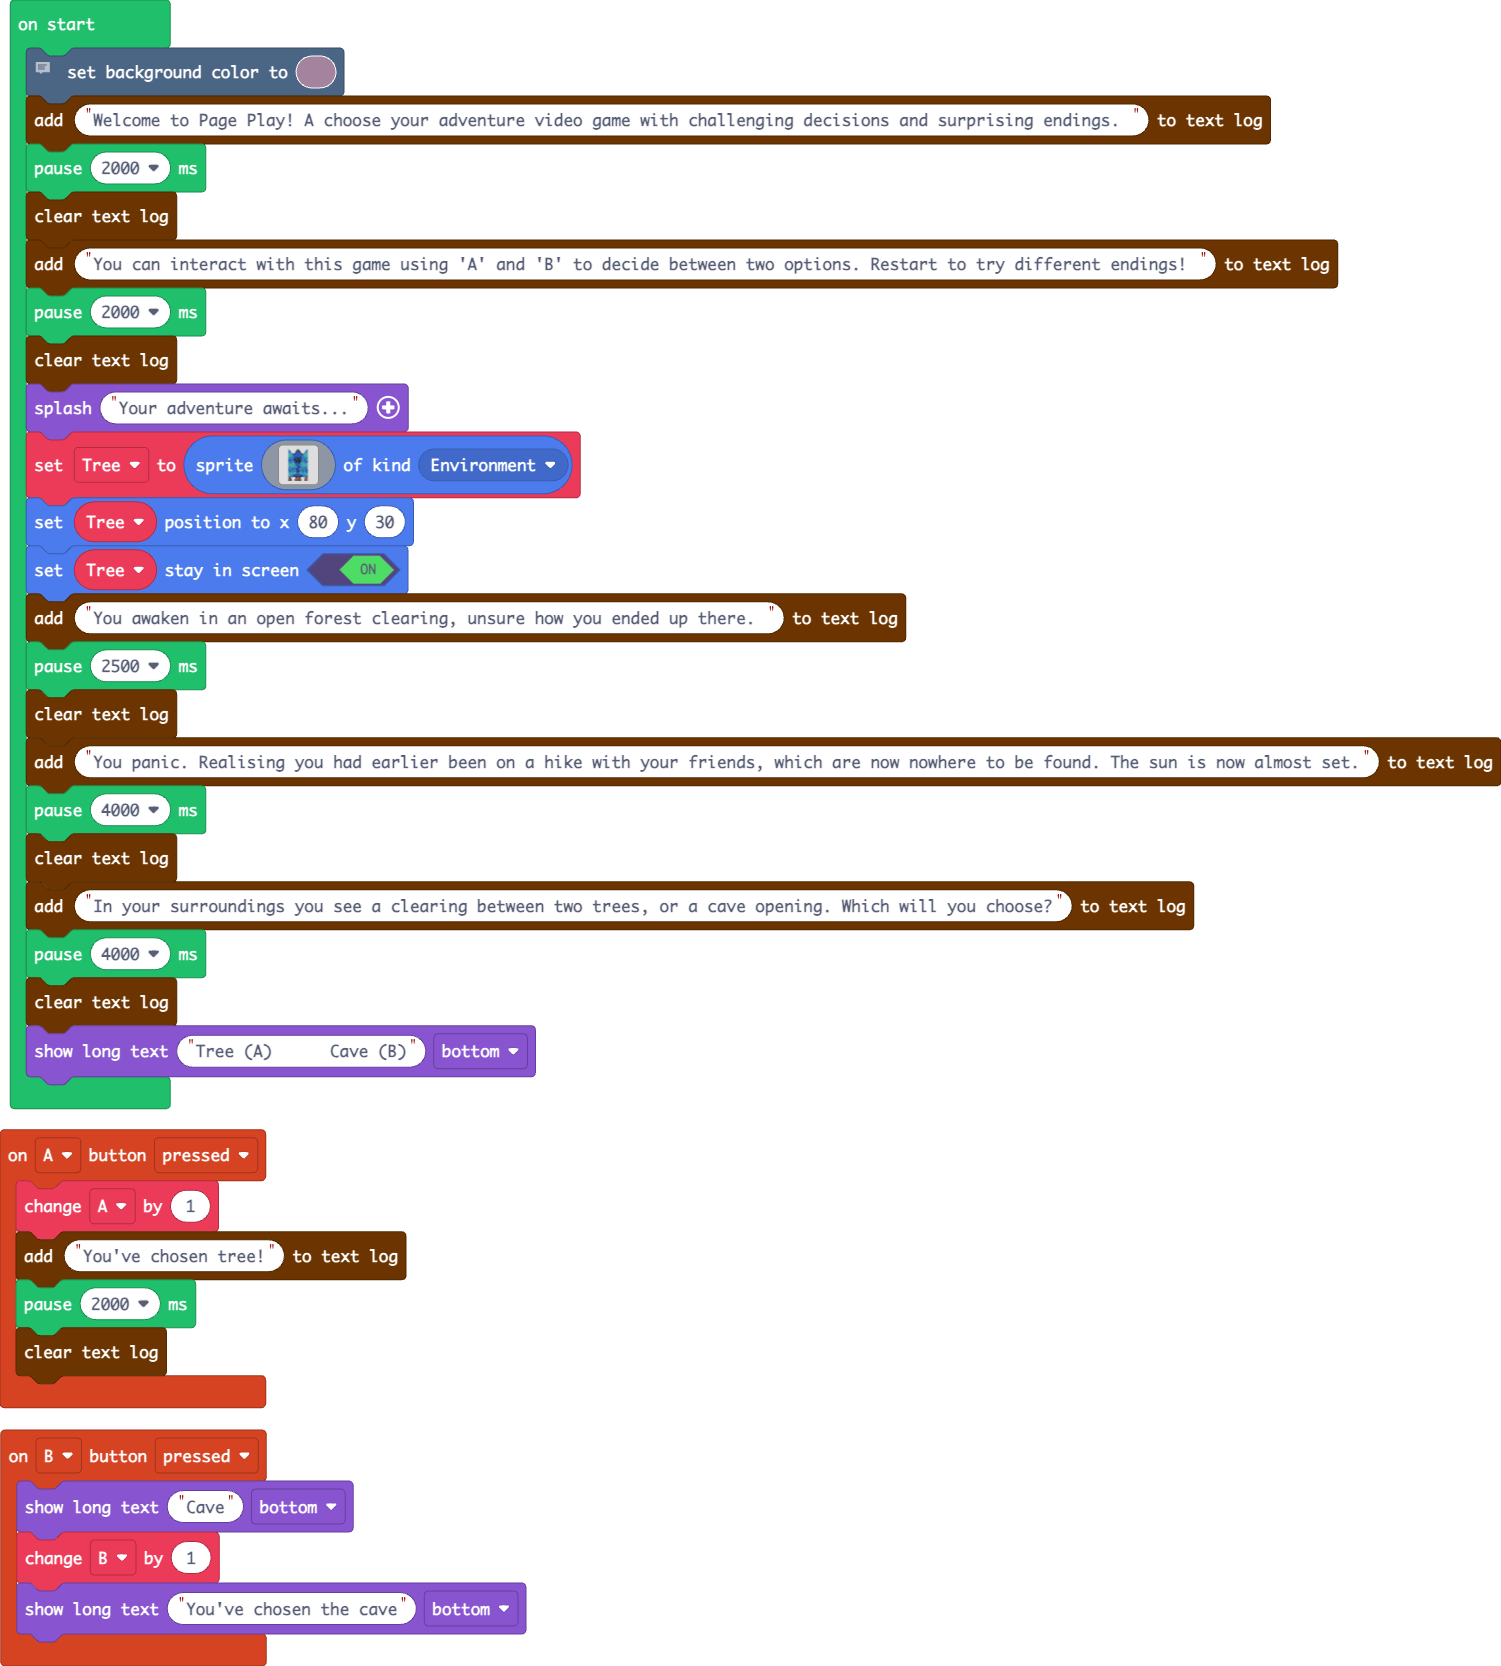 on start
set background color to
add "Welcome to Page Play! A choose your adventure video game with challenging decisions and surprising endings. " to text log
pause 2000 ms
clear text log
add "You can interact with this game using 'A' and 'B' to decide between two options. Restart to try different endings! " to text log
pause 2000 ms
clear text log
splash "Your adventure awaits..."
set Tree to sprite of kind Environment
set Tree position to x 80 y 30
set Tree stay in screen ON
add "You awaken in an open forest clearing, unsure how you ended up there. " to text log
pause 2500 ms
clear text log
add "You panic. Realising you had earlier been on a hike with your friends, which are now nowhere to be found. The sun is now almost set." to text log
pause 4000 ms
clear text log
add "In your surroundings you see a clearing between two trees, or a cave opening. Which will you choose?" to text log
pause 4000 ms
clear text log
show long text "Tree (A)      Cave (B)" bottom
on A button pressed
change A by 1
add "You've chosen tree!" to text log
pause 2000 ms
clear text log
on B button pressed
show long text "Cave" bottom
change B by 1
show long text "You've chosen the cave" bottom